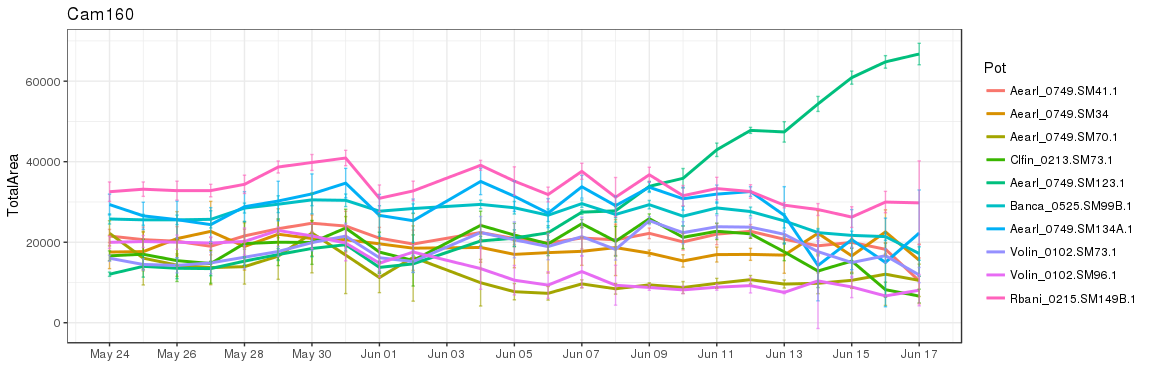 Cam160
TotalArea
60000
40000
20000
0
May 24 May 26 May 28 May 30 Jun 01 Jun 03 Jun 05 Jun 07 Jun 09 Jun 11 Jun 13 Jun 15 Jun 17
Pot
Aearl_0749.SM41.1
Aearl_0749.SM34
Aearl_0749.SM70.1
Clfin_0213.SM73.1
Aearl_0749.SM123.1
Banca_0525.SM99B.1
Aearl_0749.SM134A.1
Volin_0102.SM73.1
Volin_0102.SM96.1
Rbani_0215.SM149B.1